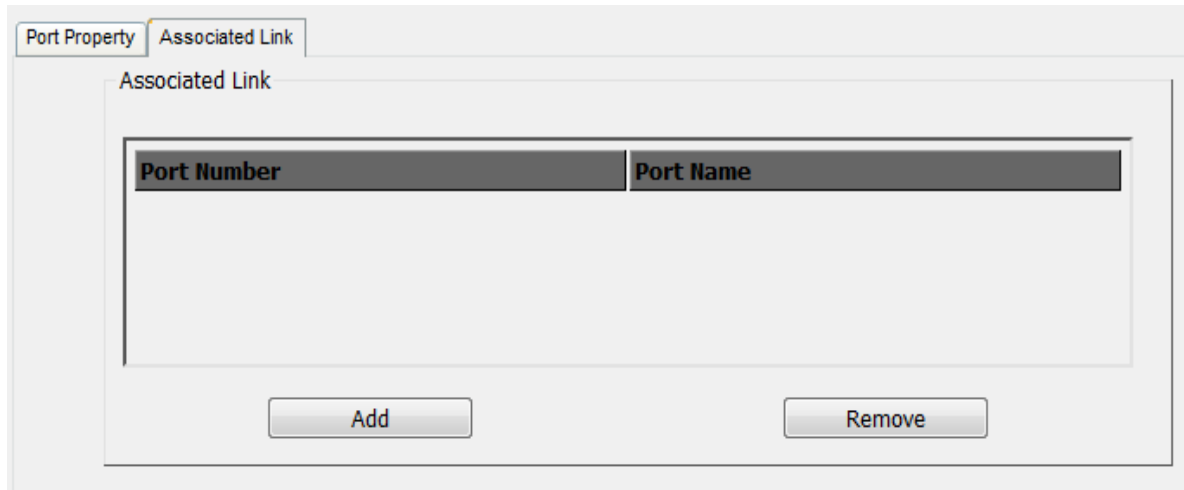 Port Property Associated Link
Associated Link
Port Number Port Name
Add Remove